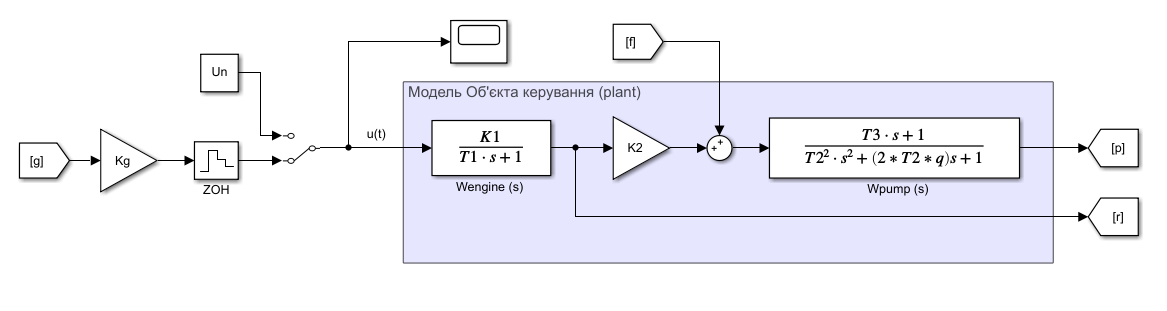 [f]
Un
Модель Об'єкта керування (plant)
u(t)
[g]
Kg
ZOH
K1
T1 · s + 1
Wengine (s)
K2
+
+
T3 · s + 1
T2² · s² + (2 * T2 * q)s + 1
Wpump (s)
[p]
[r]